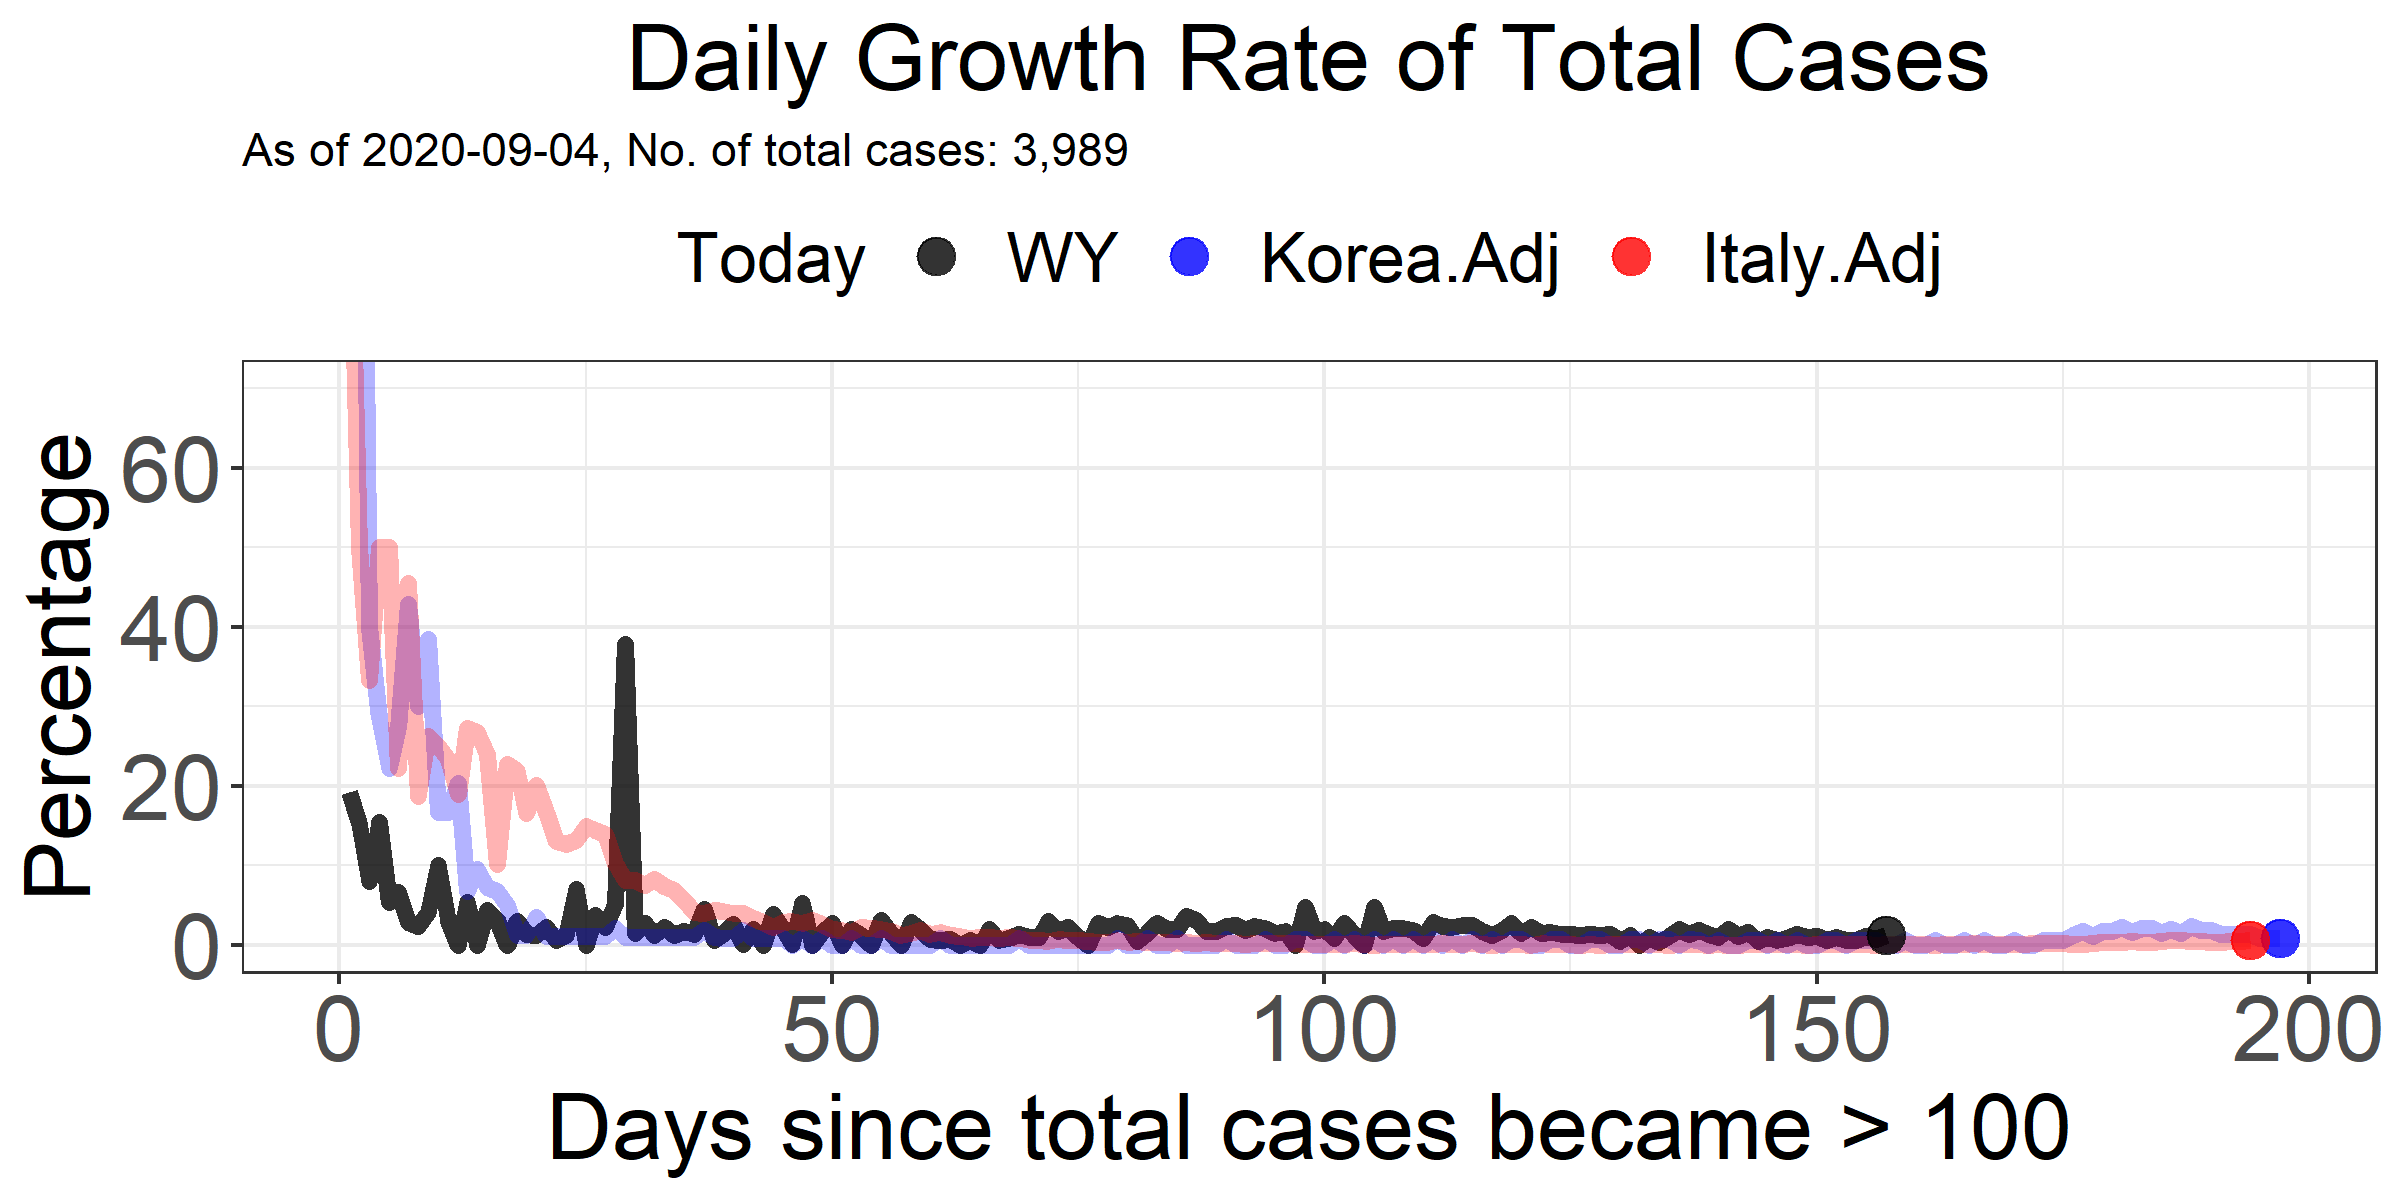 Daily Growth Rate of Total Cases
As of 2020-09-04, No. of total cases: 3,989
Today WY Korea.Adj Italy.Adj
Percentage
60
40
20
0
0 50 100 150 200
Days since total cases became > 100